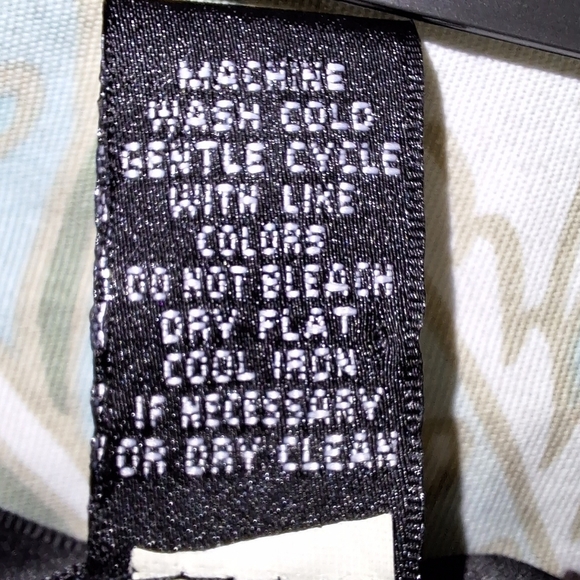 MACHINE
WASH COLD
GENTLE CYCLE
WITH LIKE
COLORS
DO NOT BLEACH
DRY FLAT
COOL IRON
IF NECESSARY
OR DRY CLEAN